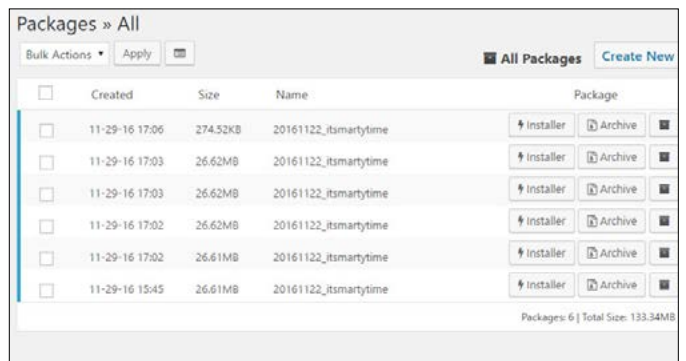 Packages » All
Bulk Actions Apply
All Packages Create New
Created Size Name Package
11-29-16 17:06 274.52KB 20161122_itsmartytime Installer Archive
11-29-16 17:03 26.62MB 20161122_itsmartytime Installer Archive
11-29-16 17:03 26.62MB 20161122_itsmartytime Installer Archive
11-29-16 17:02 26.62MB 20161122_itsmartytime Installer Archive
11-29-16 17:02 26.61MB 20161122_itsmartytime Installer Archive
11-29-16 15:45 26.61MB 20161122_itsmartytime Installer Archive
Packages: 6 | Total Size: 133.34MB